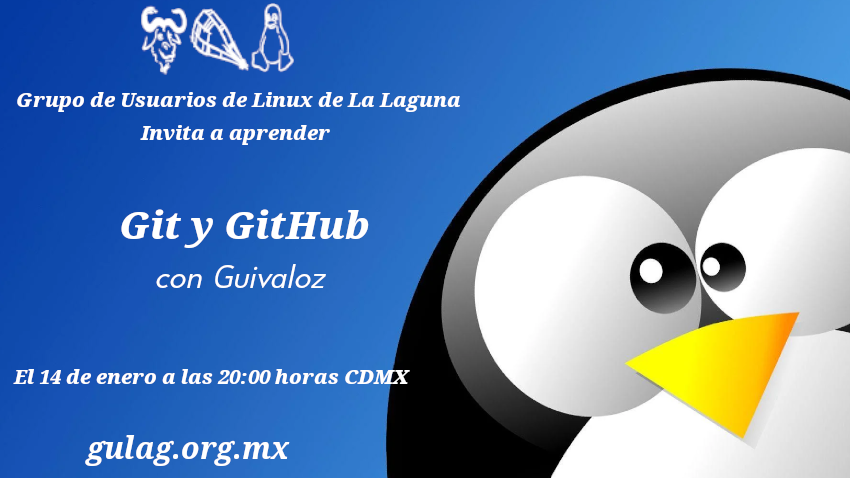 Grupo de Usuarios de Linux de La Laguna
Invita a aprender
Git y GitHub
con Guivaloz
El 14 de enero a las 20:00 horas CDMX
gulag.org.mx